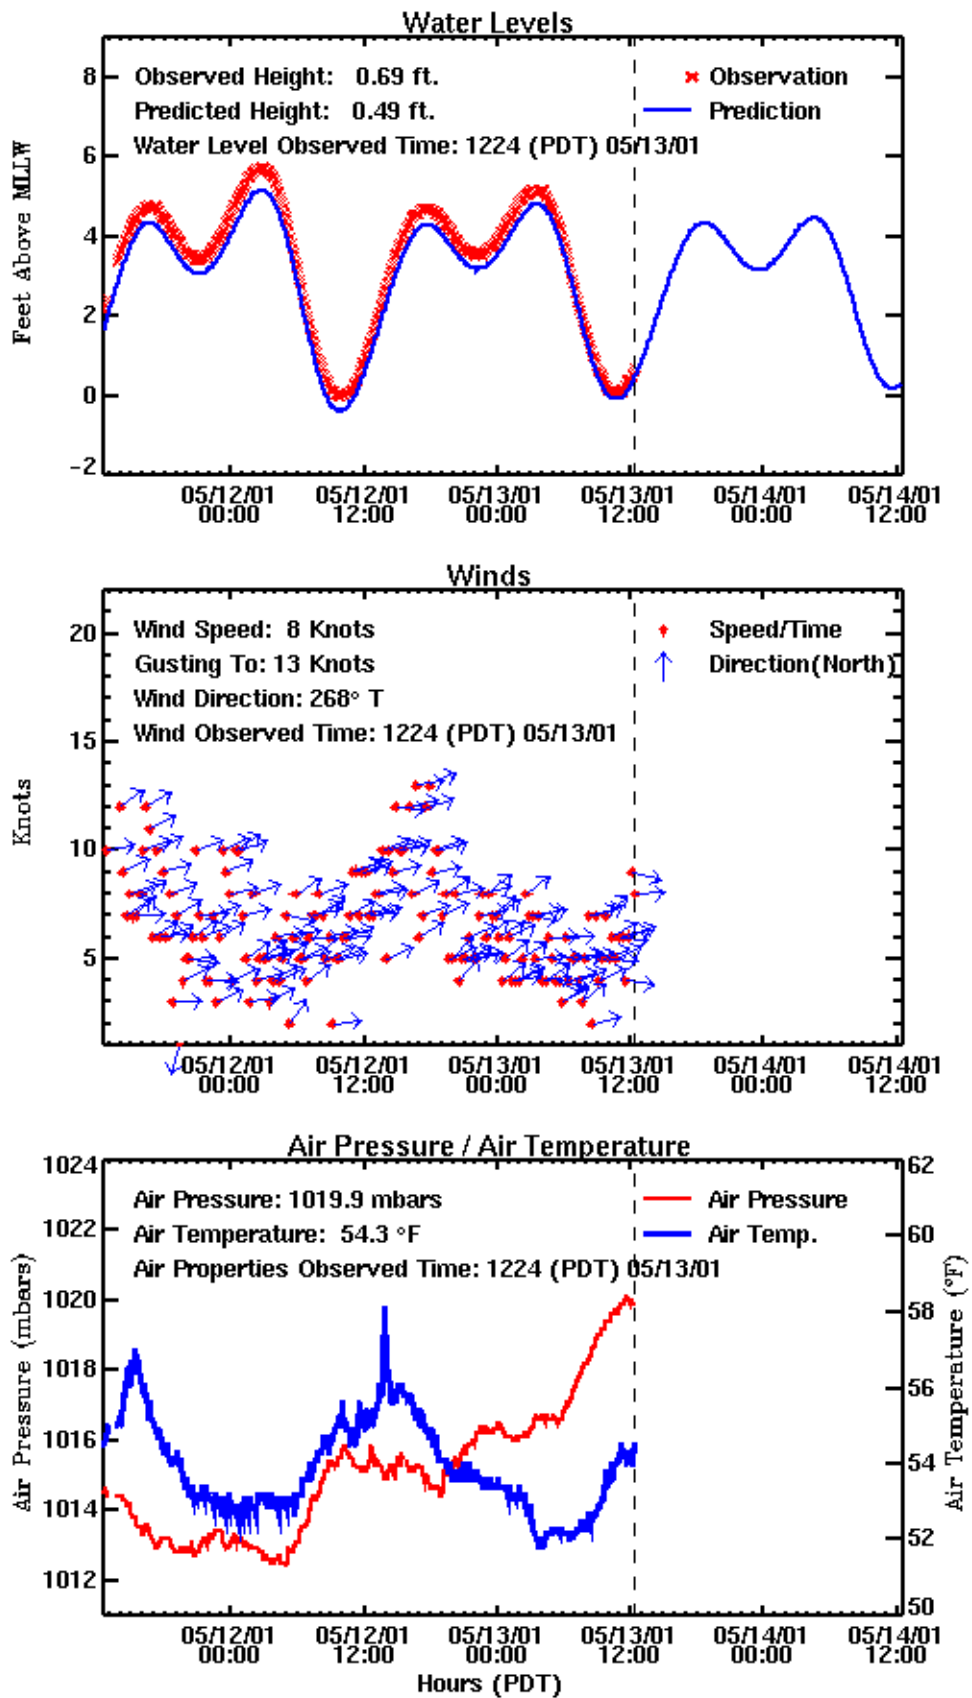 Water Levels
Observed Height: 0.69 ft.
Predicted Height: 0.49 ft.
Water Level Observed Time: 1224 (PDT) 05/13/01
Observation
Prediction
Feet Above MLLW
8
6
4
2
0
-2
05/12/01 05/12/01 05/13/01 05/13/01 05/14/01 05/14/01
00:00 12:00 00:00 12:00 00:00 12:00
Winds
Wind Speed: 8 Knots
Gusting To: 13 Knots
Wind Direction: 268° T
Wind Observed Time: 1224 (PDT) 05/13/01
Speed/Time
Direction(North)
Knots
20
15
10
5
05/12/01 05/12/01 05/13/01 05/13/01 05/14/01 05/14/01
00:00 12:00 00:00 12:00 00:00 12:00
Air Pressure / Air Temperature
Air Pressure: 1019.9 mbars
Air Temperature: 54.3 °F
Air Properties Observed Time: 1224 (PDT) 05/13/01
Air Pressure
Air Temp.
Air Pressure (mbars)
1024
1022
1020
1018
1016
1014
1012
Air Temperature (°F)
62
60
58
56
54
52
50
05/12/01 05/12/01 05/13/01 05/13/01 05/14/01 05/14/01
00:00 12:00 00:00 12:00 00:00 12:00
Hours (PDT)